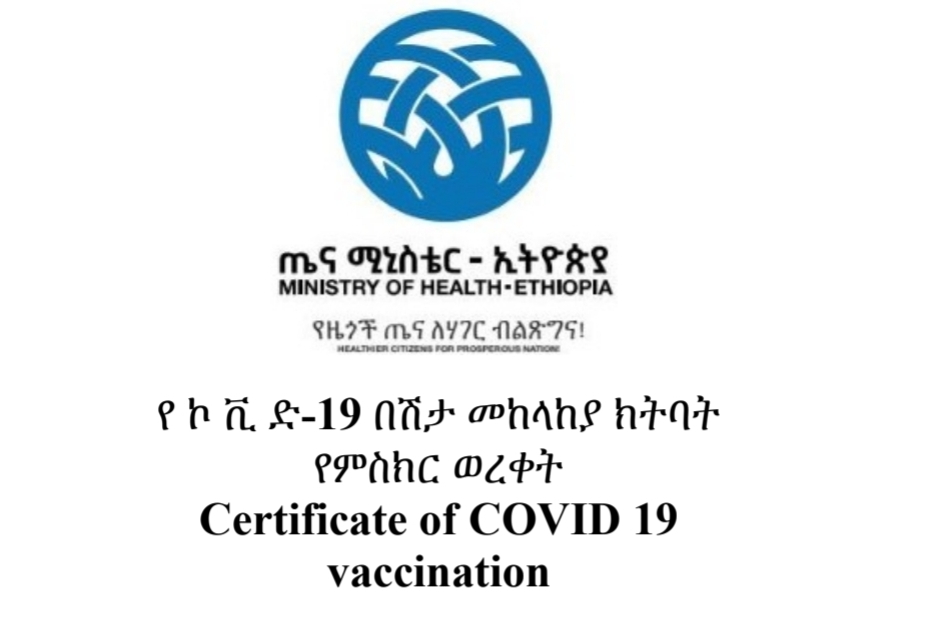 ጤና ሚኒስቴር - ኢትዮጵያ
MINISTRY OF HEALTH-ETHIOPIA
የዜጎች ጤና ለሃገር ብልጽግና!
HEALTHIER CITIZENS FOR PROSPEROUS NATION!
የ ኮ ቪ ድ-19 በሽታ መከላከያ ክትባት
የምስክር ወረቀት
Certificate of COVID 19
vaccination